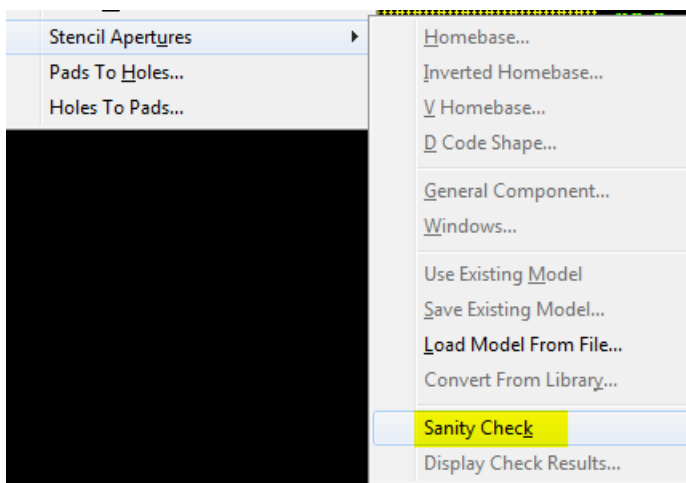 Stencil Apertures
Pads To Holes...
Holes To Pads...
Homebase...
Inverted Homebase...
V Homebase...
D Code Shape...
General Component...
Windows...
Use Existing Model
Save Existing Model...
Load Model From File...
Convert From Library...
Sanity Check
Display Check Results...